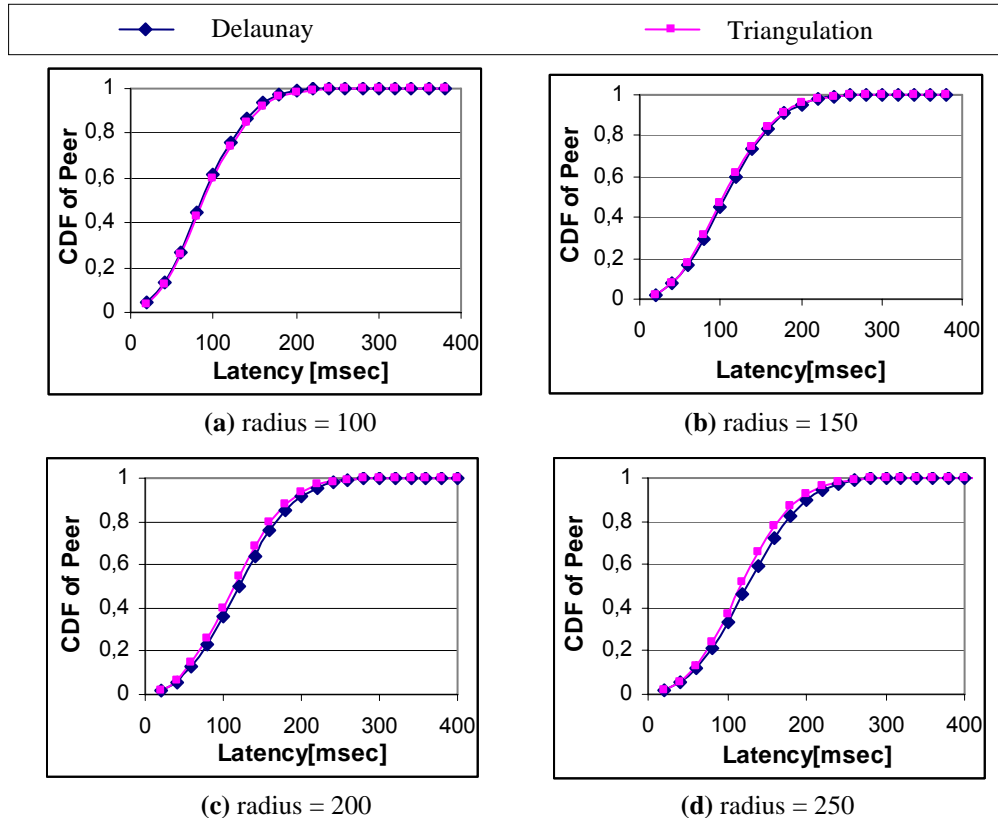 Delaunay Triangulation
1
0,8
0,6
0,4
0,2
0
CDF of Peer
0 100 200 300 400
Latency [msec]
(a) radius = 100
1
0,8
0,6
0,4
0,2
0
CDF of Peer
0 100 200 300 400
Latency[msec]
(b) radius = 150
1
0,8
0,6
0,4
0,2
0
CDF of Peer
0 100 200 300 400
Latency[msec]
(c) radius = 200
1
0,8
0,6
0,4
0,2
0
CDF of Peer
0 100 200 300 400
Latency[msec]
(d) radius = 250